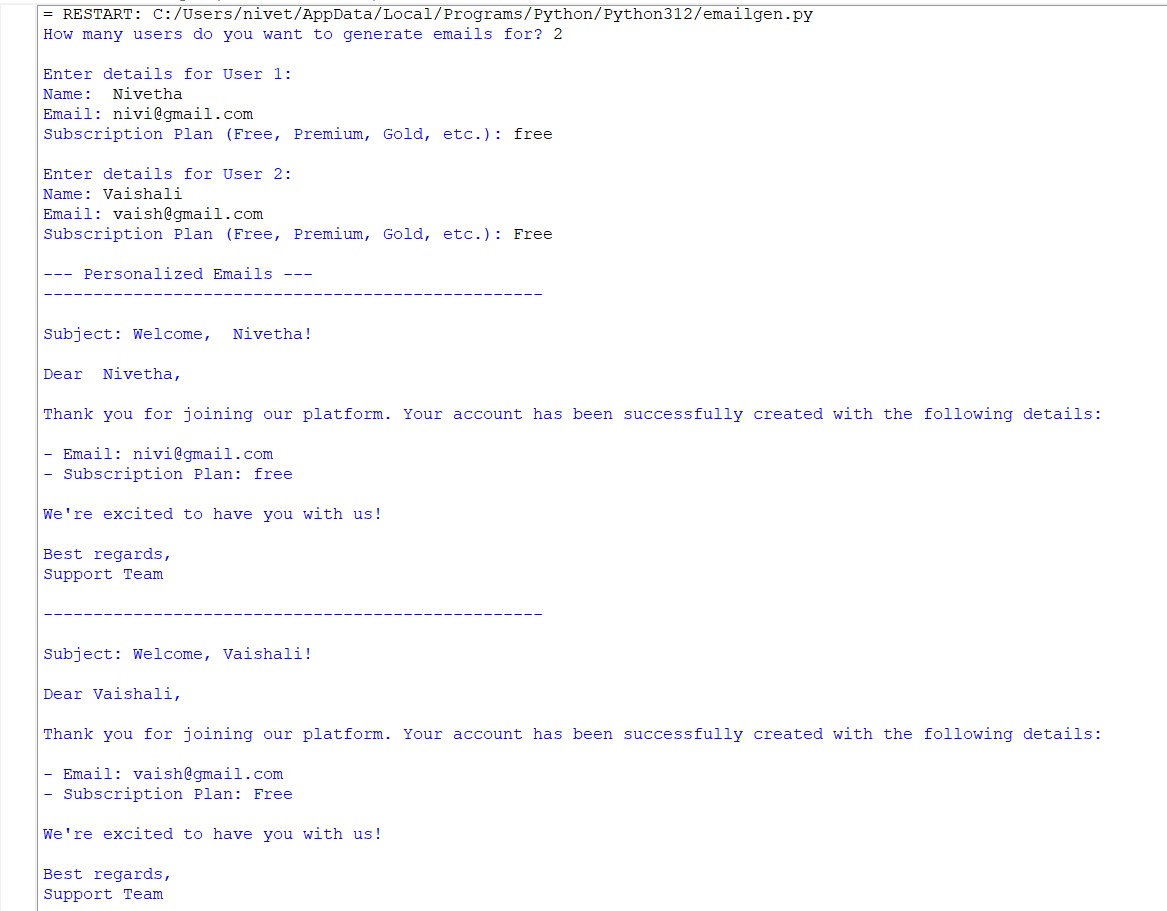 = RESTART: C:/Users/nivet/AppData/Local/Programs/Python/Python312/emailgen.py
How many users do you want to generate emails for? 2

Enter details for User 1:
Name:  Nivetha
Email: nivi@gmail.com
Subscription Plan (Free, Premium, Gold, etc.): free

Enter details for User 2:
Name: Vaishali
Email: vaish@gmail.com
Subscription Plan (Free, Premium, Gold, etc.): Free

--- Personalized Emails ---
--------------------------------------------------

Subject: Welcome,  Nivetha!

Dear  Nivetha,

Thank you for joining our platform. Your account has been successfully created with the following details:

- Email: nivi@gmail.com
- Subscription Plan: free

We're excited to have you with us!

Best regards,
Support Team

--------------------------------------------------

Subject: Welcome, Vaishali!

Dear Vaishali,

Thank you for joining our platform. Your account has been successfully created with the following details:

- Email: vaish@gmail.com
- Subscription Plan: Free

We're excited to have you with us!

Best regards,
Support Team